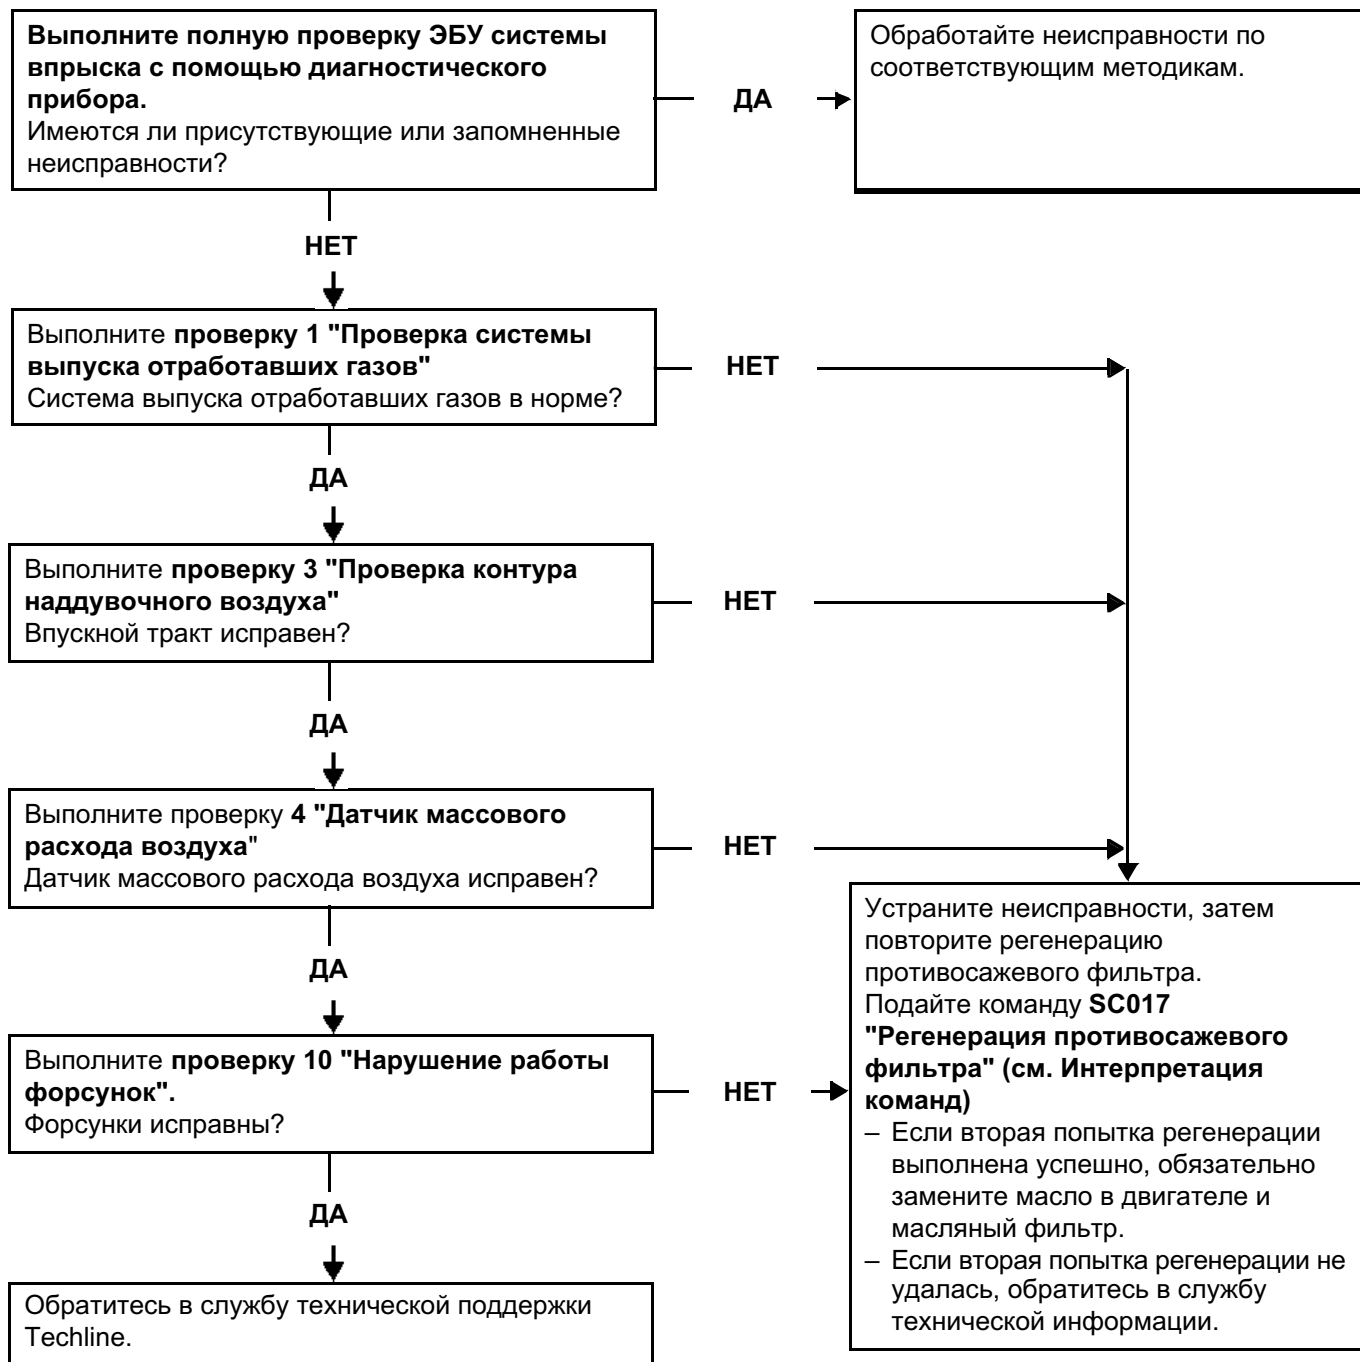 Выполните полную проверку ЭБУ системы
впрыска с помощью диагностического
прибора.
Имеются ли присутствующие или запомненные
неисправности?
ДА
Обработайте неисправности по
соответствующим методикам.
НЕТ
Выполните проверку 1 "Проверка системы
выпуска отработавших газов"
Система выпуска отработавших газов в норме?
НЕТ
ДА
Выполните проверку 3 "Проверка контура
наддувочного воздуха"
Впускной тракт исправен?
НЕТ
ДА
Выполните проверку 4 "Датчик массового
расхода воздуха"
Датчик массового расхода воздуха исправен?
НЕТ
ДА
Выполните проверку 10 "Нарушение работы
форсунок".
Форсунки исправны?
НЕТ
Устраните неисправности, затем
повторите регенерацию
противосажевого фильтра.
Подайте команду SC017
"Регенерация противосажевого
фильтра" (см. Интерпретация
команд)
– Если вторая попытка регенерации
выполнена успешно, обязательно
замените масло в двигателе и
масляный фильтр.
– Если вторая попытка регенерации не
удалась, обратитесь в службу
технической информации.
ДА
Обратитесь в службу технической поддержки
Techline.